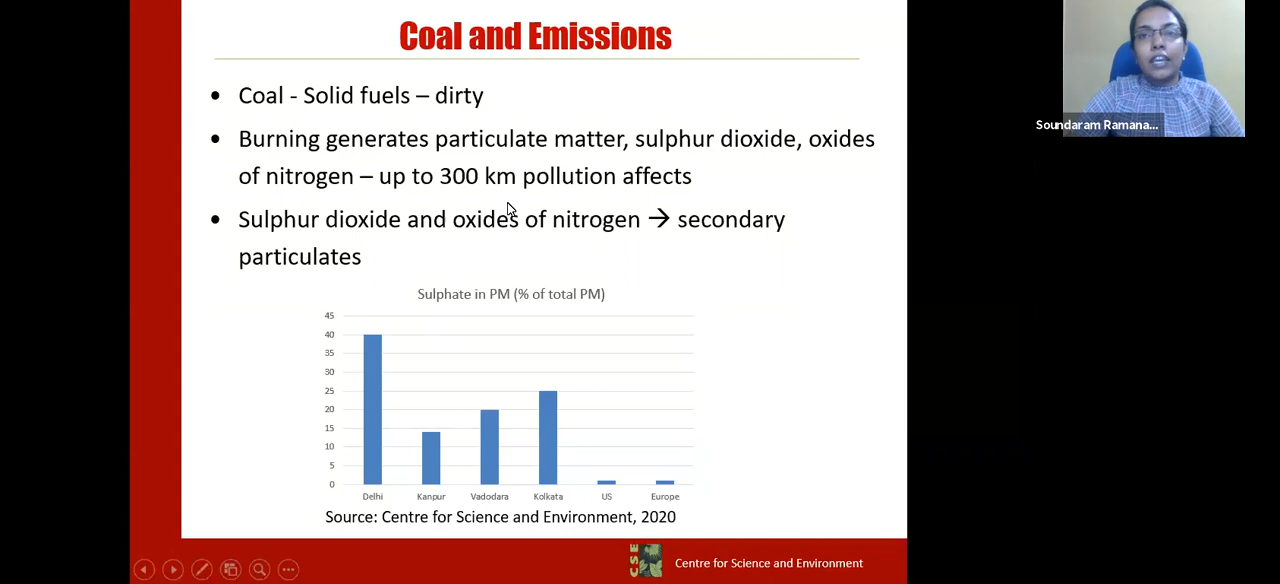 Coal and Emissions
• Coal - Solid fuels – dirty
• Burning generates particulate matter, sulphur dioxide, oxides
of nitrogen – up to 300 km pollution affects
• Sulphur dioxide and oxides of nitrogen → secondary
particulates
Sulphate in PM (% of total PM)
45
40
35
30
25
20
15
10
5
0
Delhi Kanpur Vadodara Kolkata US Europe
Source: Centre for Science and Environment, 2020
CSE
Centre for Science and Environment
Soundaram Ramana...